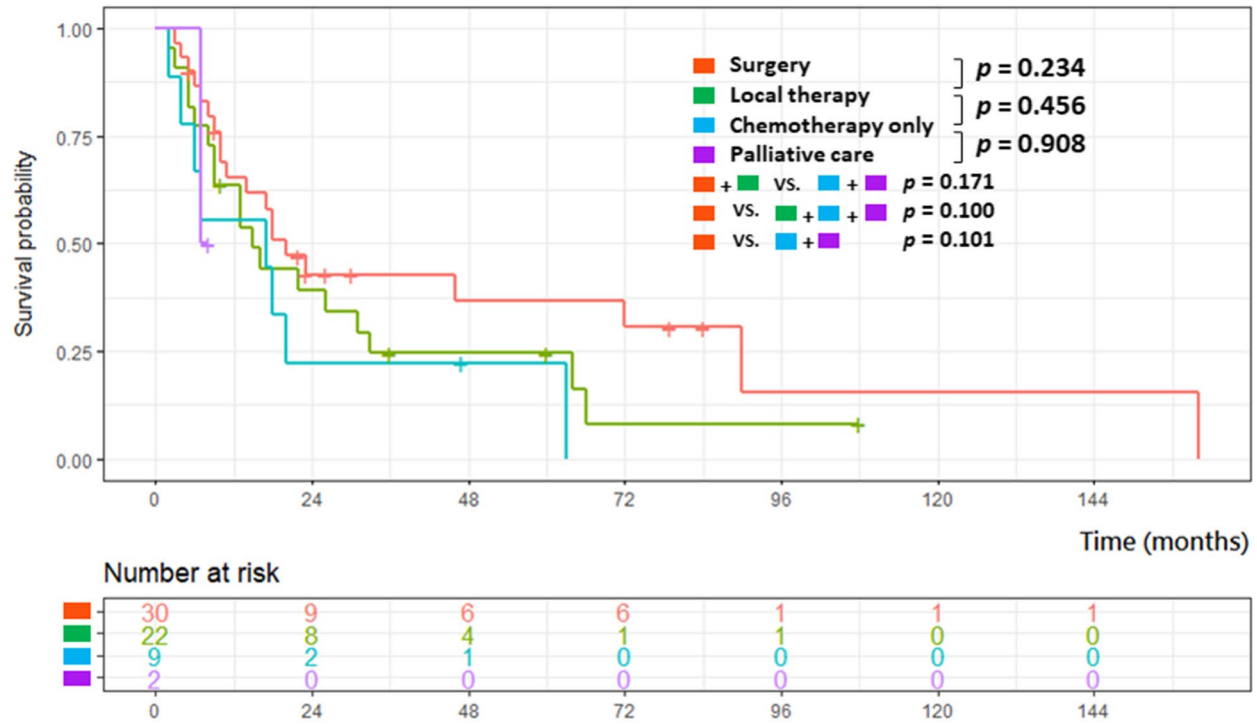 1.00
0.75
0.50
0.25
0.00
Survival probability
Surgery
Local therapy
Chemotherapy only
Palliative care
p = 0.234
p = 0.456
p = 0.908
+ vs. + p = 0.171
vs. + + p = 0.100
vs. + p = 0.101
0 24 48 72 96 120 144
Time (months)
Number at risk
30 9 6 6 1 1 1
22 8 4 1 1 0 0
9 2 1 0 0 0 0
2 0 0 0 0 0 0
0 24 48 72 96 120 144